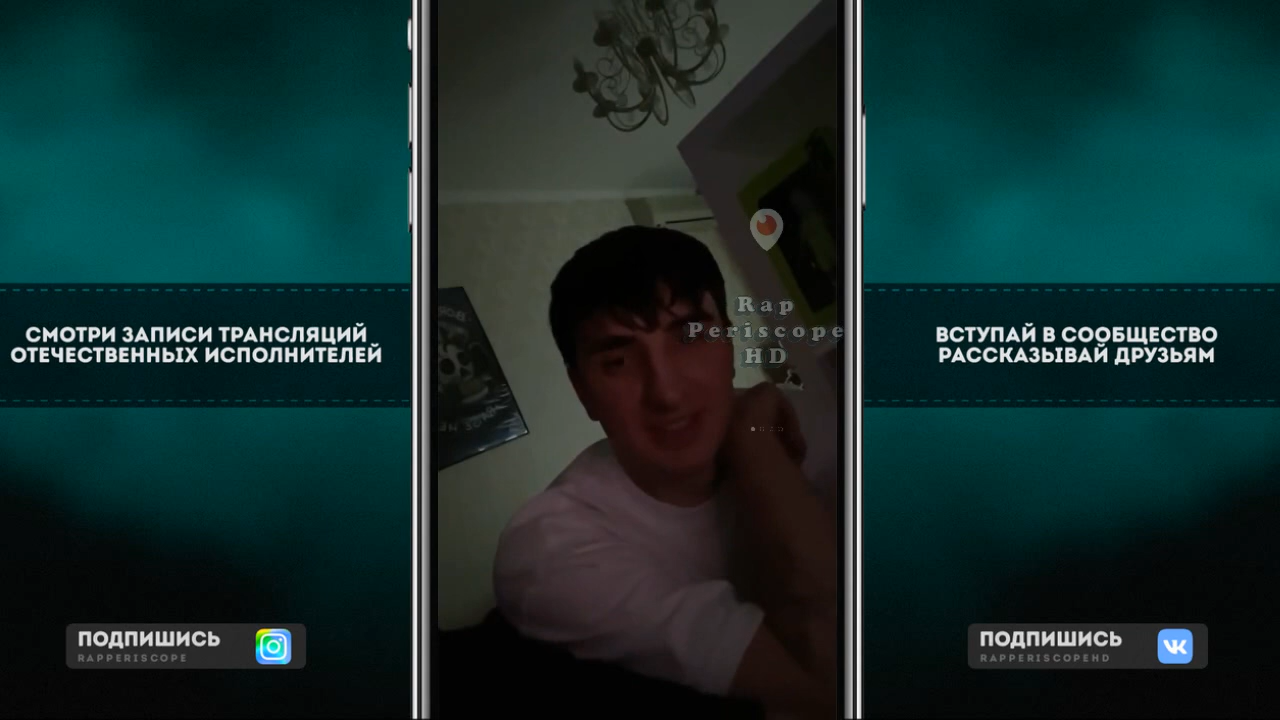 СМОТРИ ЗАПИСИ ТРАНСЛЯЦИЙ
ОТЕЧЕСТВЕННЫХ ИСПОЛНИТЕЛЕЙ
Rap
Periscope
HD
ВСТУПАЙ В СООБЩЕСТВО
РАССКАЗЫВАЙ ДРУЗЬЯМ
ПОДПИШИСЬ
RAPPERISCOPE
ПОДПИШИСЬ
RAPPERISCOPEHD